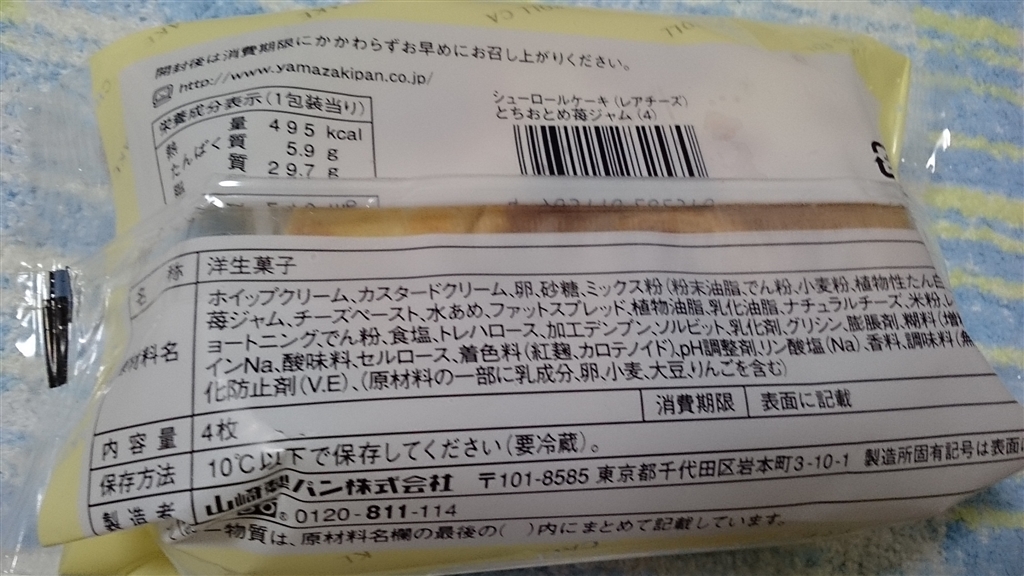 開封後は消費期限にかかわらずお早めにお召し上がりください。
http://www.yamazakipan.co.jp/
栄養成分表示(1包装当り)
熱量 495 kcal
たんぱく質 5.9 g
脂質 29.7 g
シューロールケーキ(レアチーズ)
とちおとめ苺ジャム(4)
名称 洋生菓子
原材料名 ホイップクリーム、カスタードクリーム、卵、砂糖、ミックス粉(粉末油脂、でん粉、小麦粉、植物性たん白
苺ジャム、チーズペースト、水あめ、ファットスプレッド、植物油脂、乳化油脂、ナチュラルチーズ、米粉、
ヨートニング、でん粉、食塩、トレハロース、加工デンプン、ソルビット、乳化剤、グリシン、膨脹剤、糊料(増
インNa、酸味料、セルロース、着色料(紅麹、カロテノイド)、pH調整剤、リン酸塩(Na)、香料、調味料(無
化防止剤(V.E)、(原材料の一部に乳成分、卵、小麦、大豆、りんごを含む)
消費期限 表面に記載
内容量 4枚
保存方法 10℃以下で保存してください(要冷蔵)。
製造者 山崎製パン株式会社 〒101-8585 東京都千代田区岩本町3-10-1 製造所固有記号は表面
0120-811-114
物質は、原材料名欄の最後の( )内にまとめて記載しています。